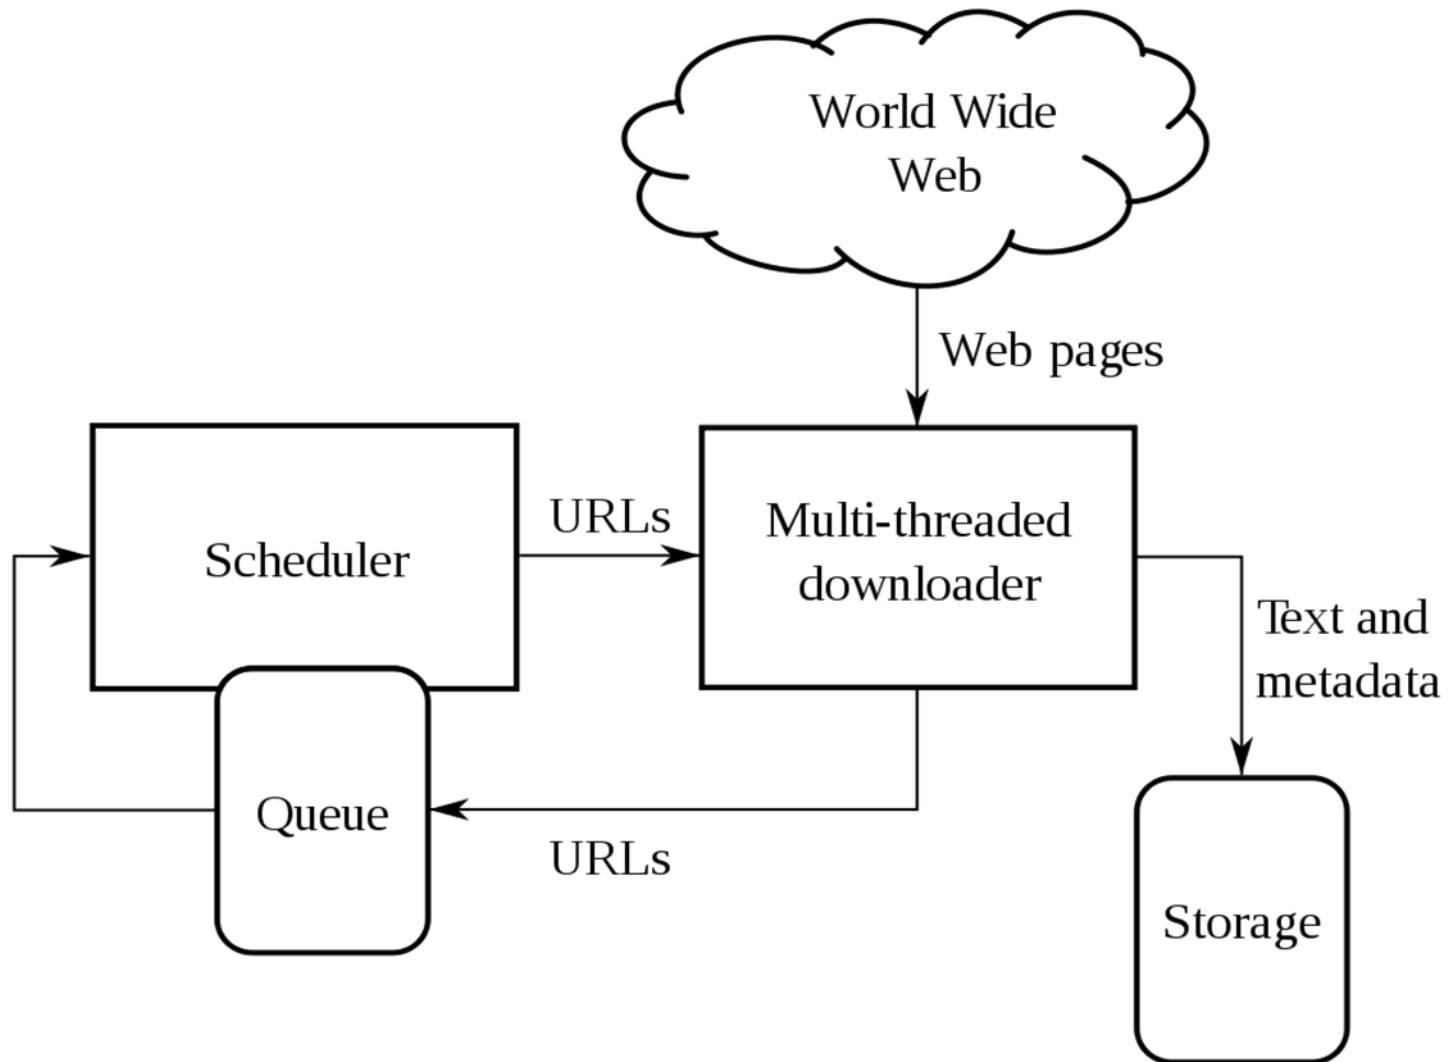 World Wide
Web
Web pages
URLs
Multi-threaded
downloader
Scheduler
Text and
metadata
Queue
URLs
Storage